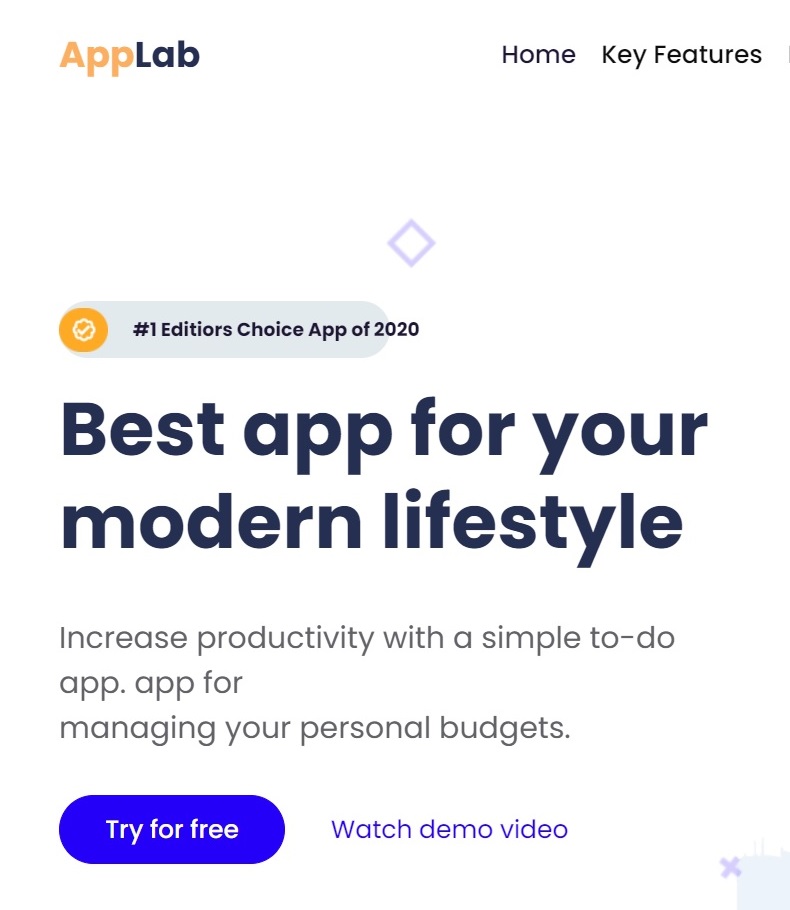 AppLab
Home Key Features
#1 Editiors Choice App of 2020
Best app for your
modern lifestyle
Increase productivity with a simple to-do
app. app for
managing your personal budgets.
Try for free
Watch demo video